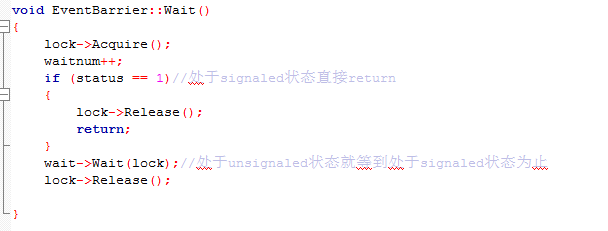 void EventBarrier::Wait()
{
lock->Acquire();
waitnum++;
if (status == 1)//处于signaled状态直接return
{
lock->Release();
return;
}
wait->Wait(lock);//处于unsignaled状态就等到处于signaled状态为止
lock->Release();
}